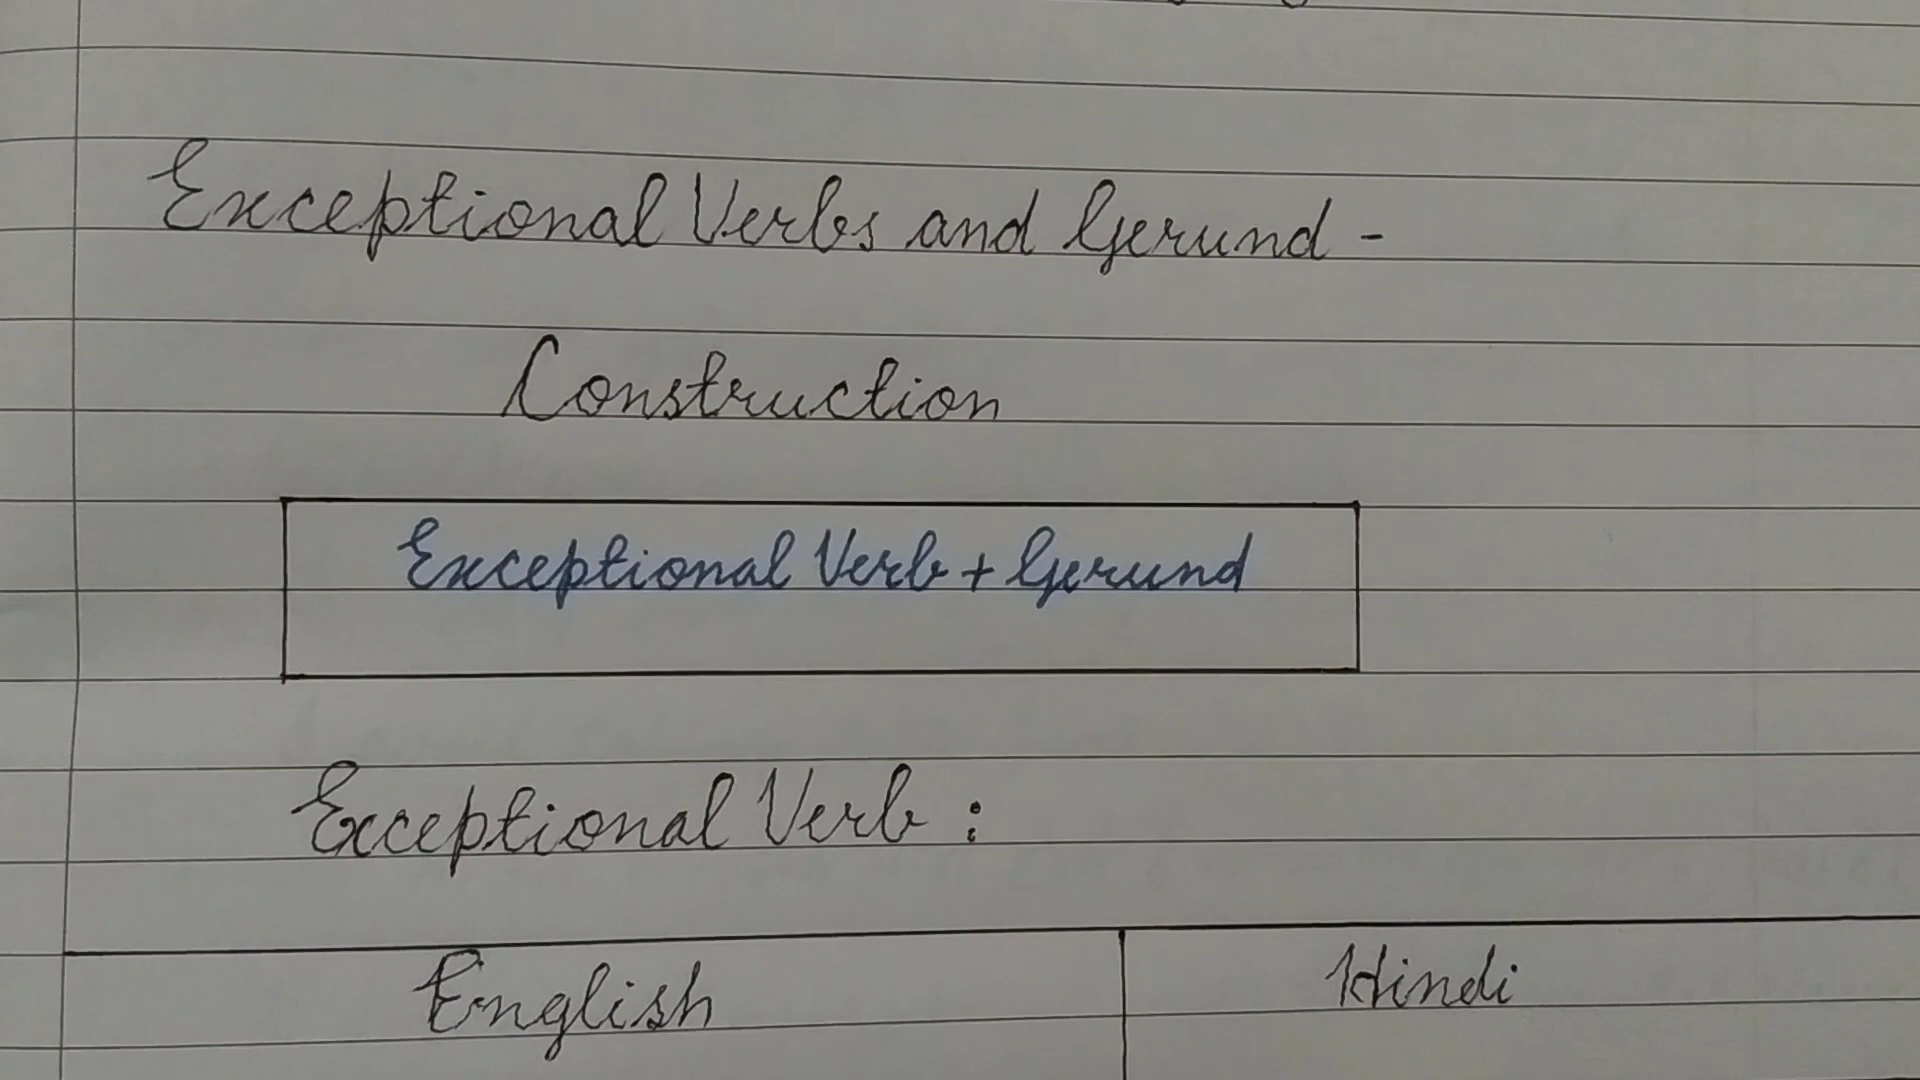 Exceptional Verbs and Gerund -
Construction
Exceptional Verb + Gerund
Exceptional Verb :
English Hindi